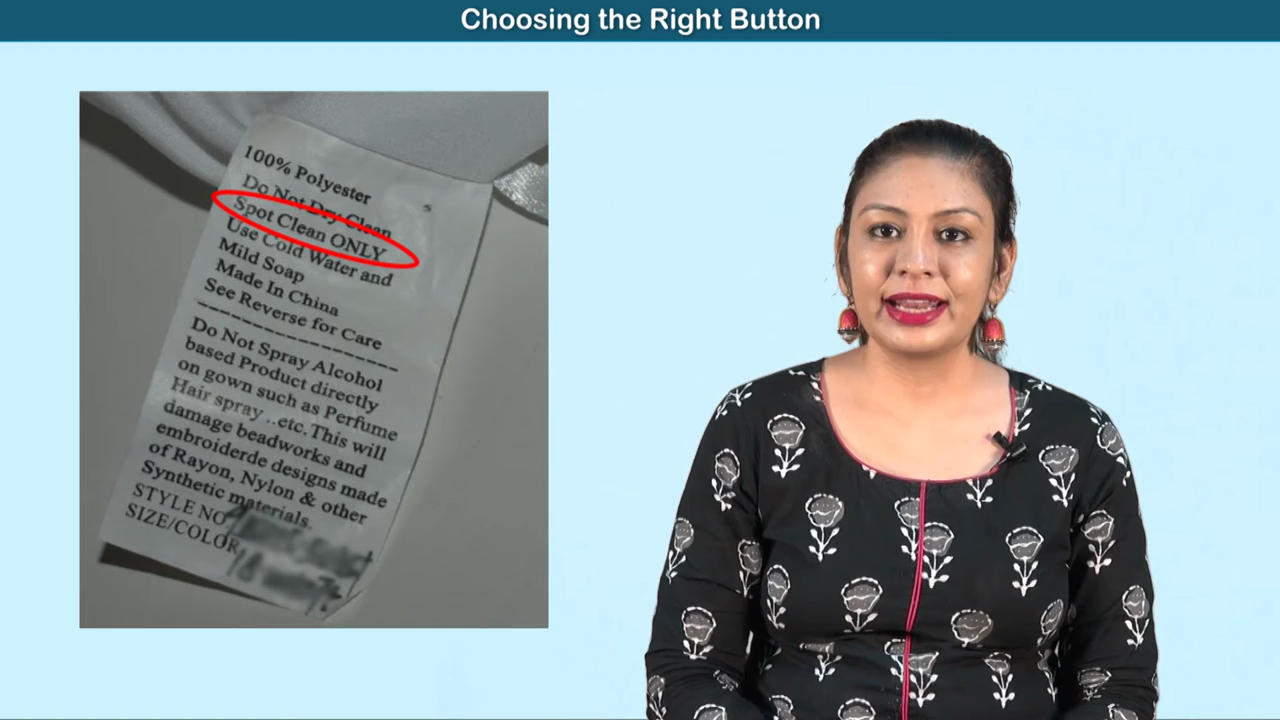 Choosing the Right Button
100% Polyester
s
Do Not Dry Clean
Spot Clean ONLY
Use Cold Water and
Mild Soap
Made In China
See Reverse for Care
Do Not Spray Alcohol
based Product directly
on gown such as Perfume
Hair spray ..etc. This will
damage beadworks and
embroiderde designs made
of Rayon, Nylon & other
Synthetic materials.
STYLE NO
SIZE/COLOR